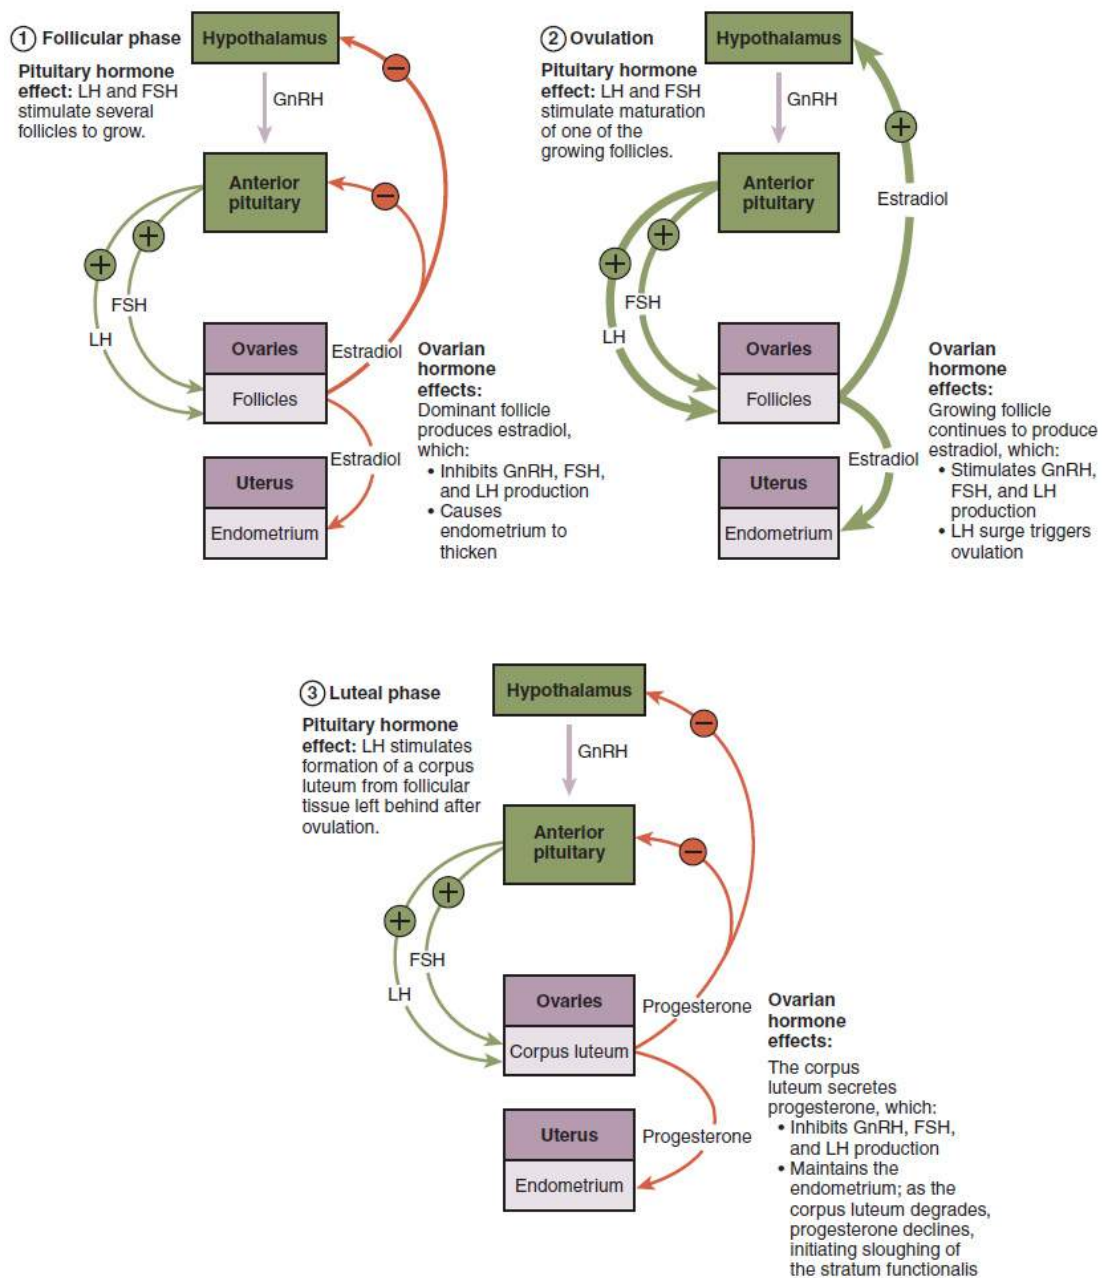 ① Follicular phase
Pituitary hormone
effect: LH and FSH
stimulate several
follicles to grow.
Hypothalamus
−
GnRH
Anterior
pituitary
−
+
+
FSH
LH
Ovaries
Follicles
Estradiol
Estradiol
Uterus
Endometrium
Ovarian
hormone
effects:
Dominant follicle
produces estradiol,
which:
• Inhibits GnRH, FSH,
and LH production
• Causes
endometrium to
thicken
② Ovulation
Pituitary hormone
effect: LH and FSH
stimulate maturation
of one of the
growing follicles.
Hypothalamus
+
GnRH
Anterior
pituitary
Estradiol
+
+
FSH
LH
Ovaries
Follicles
Estradiol
Uterus
Endometrium
Ovarian
hormone
effects:
Growing follicle
continues to produce
estradiol, which:
• Stimulates GnRH,
FSH, and LH
production
• LH surge triggers
ovulation
③ Luteal phase
Pituitary hormone
effect: LH stimulates
formation of a corpus
luteum from follicular
tissue left behind after
ovulation.
Hypothalamus
−
GnRH
Anterior
pituitary
−
+
+
FSH
LH
Ovaries
Corpus luteum
Progesterone
Progesterone
Uterus
Endometrium
Ovarian
hormone
effects:
The corpus
luteum secretes
progesterone, which:
• Inhibits GnRH, FSH,
and LH production
• Maintains the
endometrium; as the
corpus luteum degrades,
progesterone declines,
initiating sloughing of
the stratum functionalis